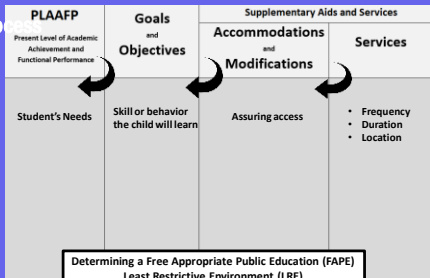 PLAAFP
Present Level of Academic
Achievement and
Functional Performance
Goals
and
Objectives
Supplementary Aids and Services
Accommodations
and
Modifications
Services
Student's Needs
Skill or behavior
the child will learn
Assuring access
• Frequency
• Duration
• Location
Determining a Free Appropriate Public Education (FAPE)
Least Restrictive Environment (LRE)